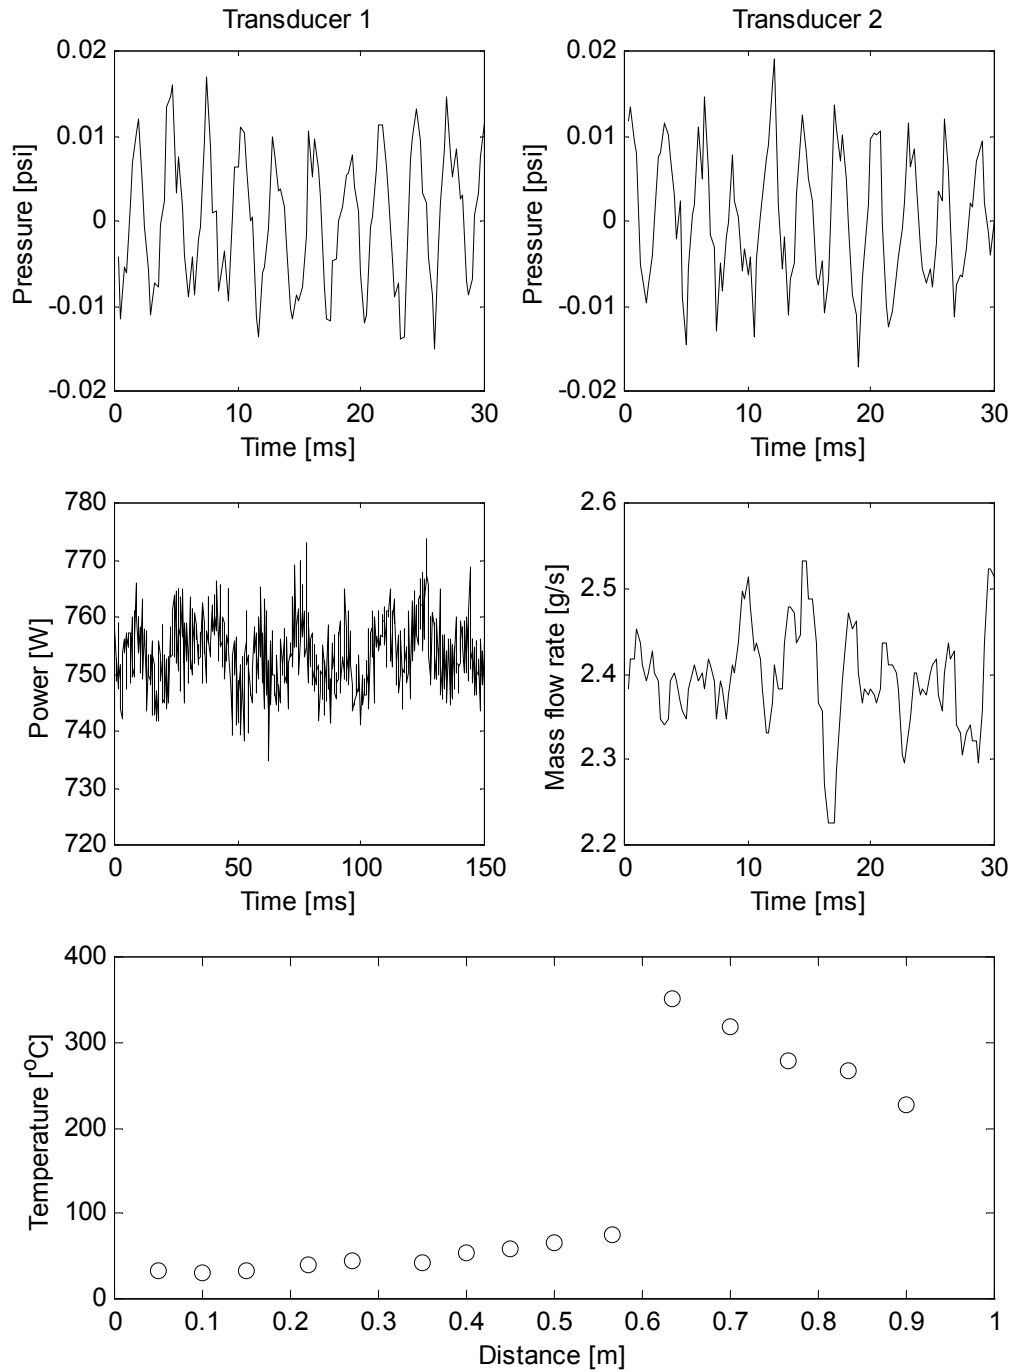 Transducer 1
Transducer 2
Pressure [psi]
0.02
0.01
0
-0.01
-0.02
0 10 20 30
Time [ms]
Pressure [psi]
0.02
0.01
0
-0.01
-0.02
0 10 20 30
Time [ms]
Power [W]
780
770
760
750
740
730
720
0 50 100 150
Time [ms]
Mass flow rate [g/s]
2.6
2.5
2.4
2.3
2.2
0 10 20 30
Time [ms]
Temperature [°C]
400
300
200
100
0
0 0.1 0.2 0.3 0.4 0.5 0.6 0.7 0.8 0.9 1
Distance [m]